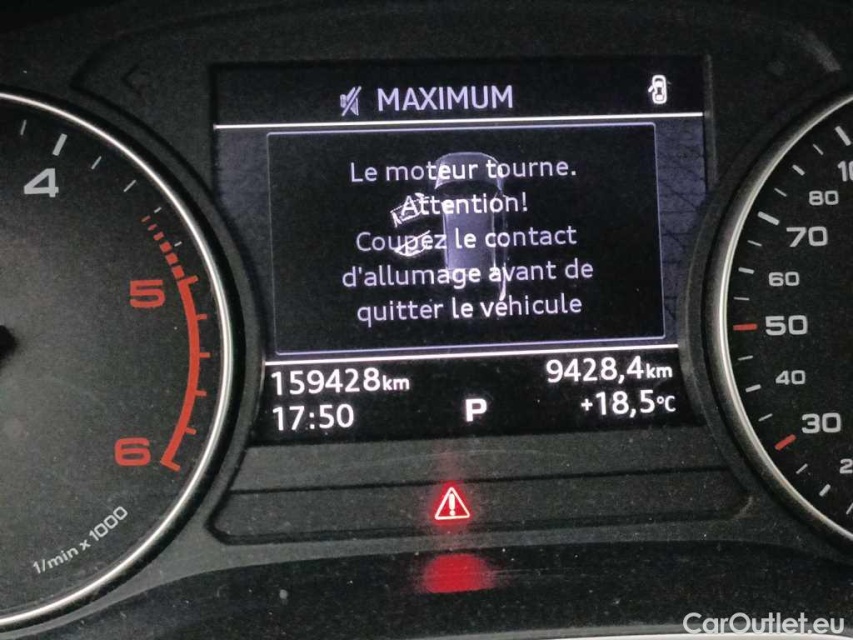 MAXIMUM
Le moteur tourne.
Attention!
Coupez le contact
d'allumage avant de
quitter le véhicule
159428km
9428,4km
17:50
P
+18,5°C
4
5
6
1/min x 1000
80
70
60
50
40
30
CarOutlet.eu